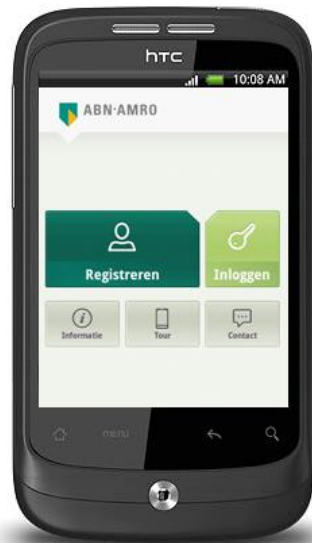 htc
10:08 AM
ABN·AMRO
Registreren
Inloggen
Informatie
Tour
Contact
menu